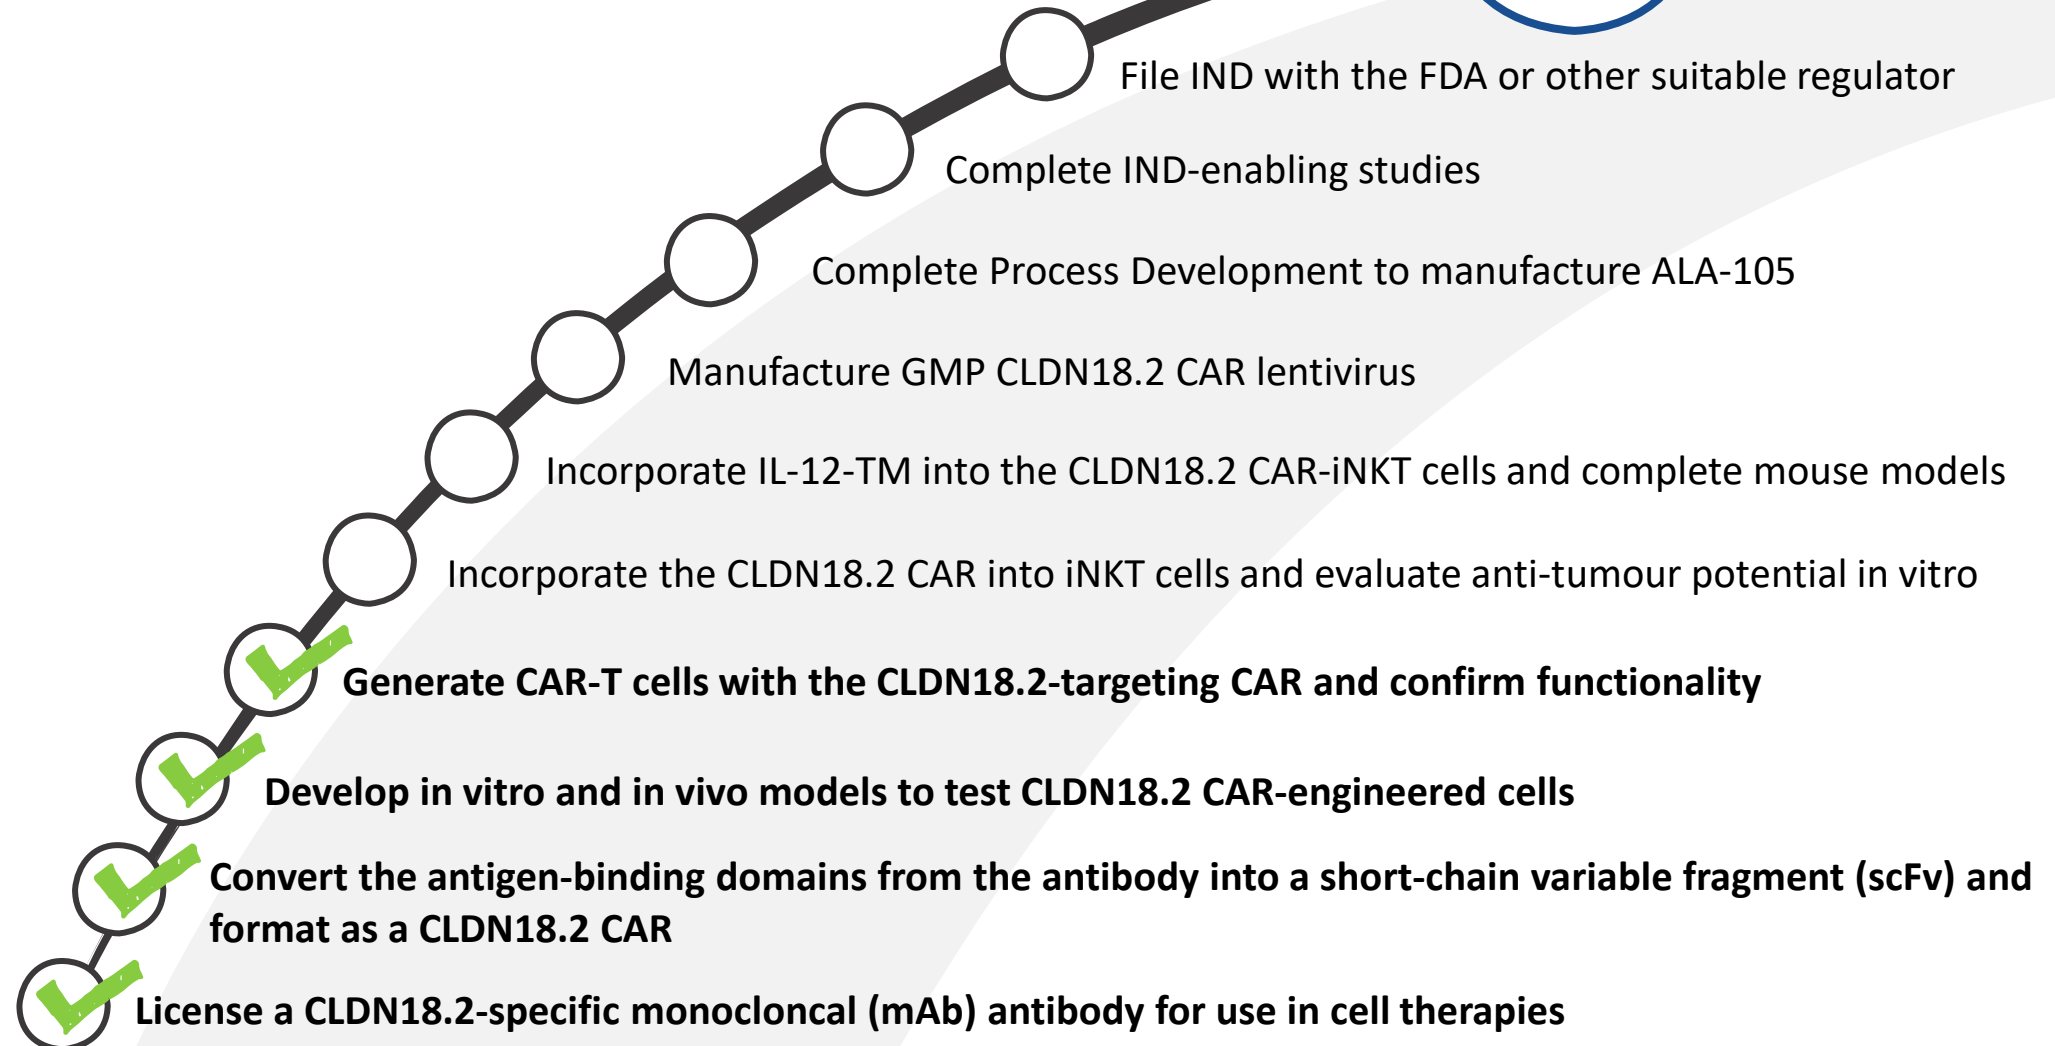 File IND with the FDA or other suitable regulator
Complete IND-enabling studies
Complete Process Development to manufacture ALA-105
Manufacture GMP CLDN18.2 CAR lentivirus
Incorporate IL-12-TM into the CLDN18.2 CAR-iNKT cells and complete mouse models
Incorporate the CLDN18.2 CAR into iNKT cells and evaluate anti-tumour potential in vitro
Generate CAR-T cells with the CLDN18.2-targeting CAR and confirm functionality
Develop in vitro and in vivo models to test CLDN18.2 CAR-engineered cells
Convert the antigen-binding domains from the antibody into a short-chain variable fragment (scFv) and
format as a CLDN18.2 CAR
License a CLDN18.2-specific monocloncal (mAb) antibody for use in cell therapies